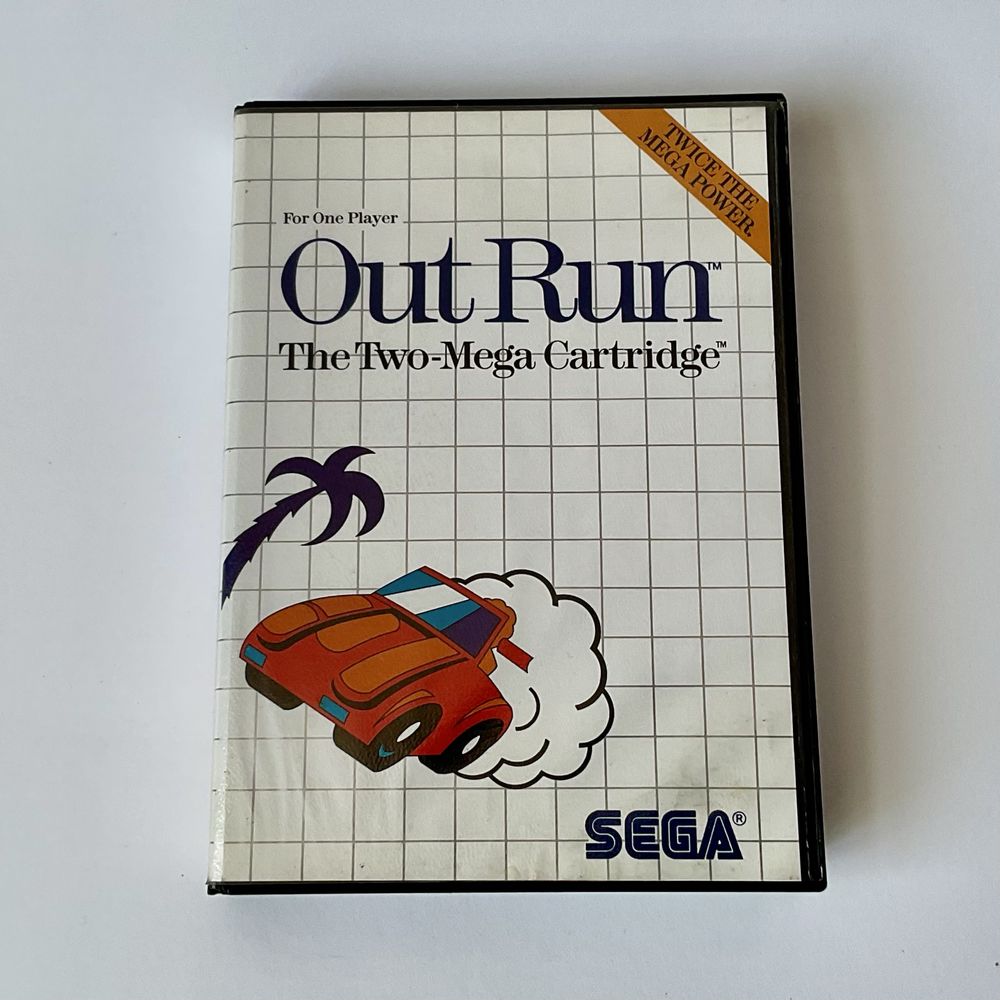 TWICE THE
MEGA POWER.
For One Player
Out Run™
The Two-Mega Cartridge™
SEGA®